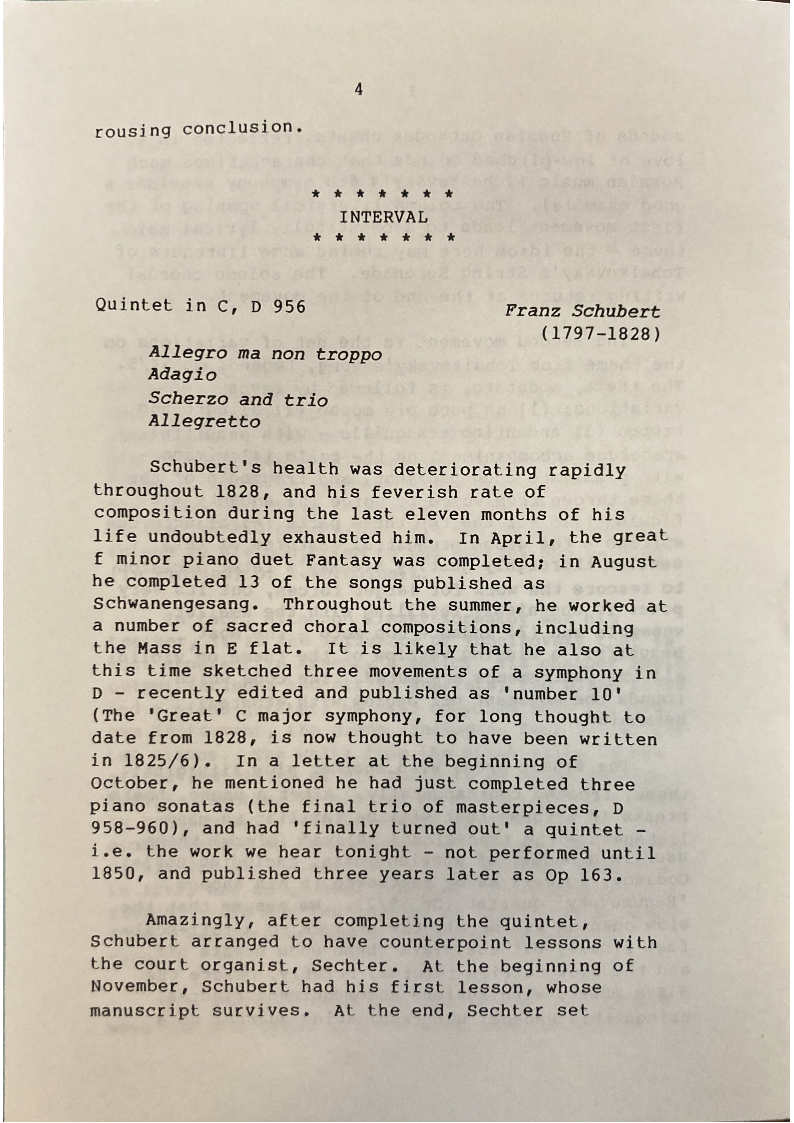 4
rousing conclusion.
* * * * * * *
INTERVAL
* * * * * * *
Quintet in C, D 956
Franz Schubert
(1797-1828)
Allegro ma non troppo
Adagio
Scherzo and trio
Allegretto
Schubert's health was deteriorating rapidly
throughout 1828, and his feverish rate of
composition during the last eleven months of his
life undoubtedly exhausted him. In April, the great
f minor piano duet Fantasy was completed; in August
he completed 13 of the songs published as
Schwanengesang. Throughout the summer, he worked at
a number of sacred choral compositions, including
the Mass in E flat. It is likely that he also at
this time sketched three movements of a symphony in
D - recently edited and published as 'number 10'
(The 'Great' C major symphony, for long thought to
date from 1828, is now thought to have been written
in 1825/6). In a letter at the beginning of
October, he mentioned he had just completed three
piano sonatas (the final trio of masterpieces, D
958-960), and had 'finally turned out' a quintet -
i.e. the work we hear tonight - not performed until
1850, and published three years later as Op 163.
Amazingly, after completing the quintet,
Schubert arranged to have counterpoint lessons with
the court organist, Sechter. At the beginning of
November, Schubert had his first lesson, whose
manuscript survives. At the end, Sechter set